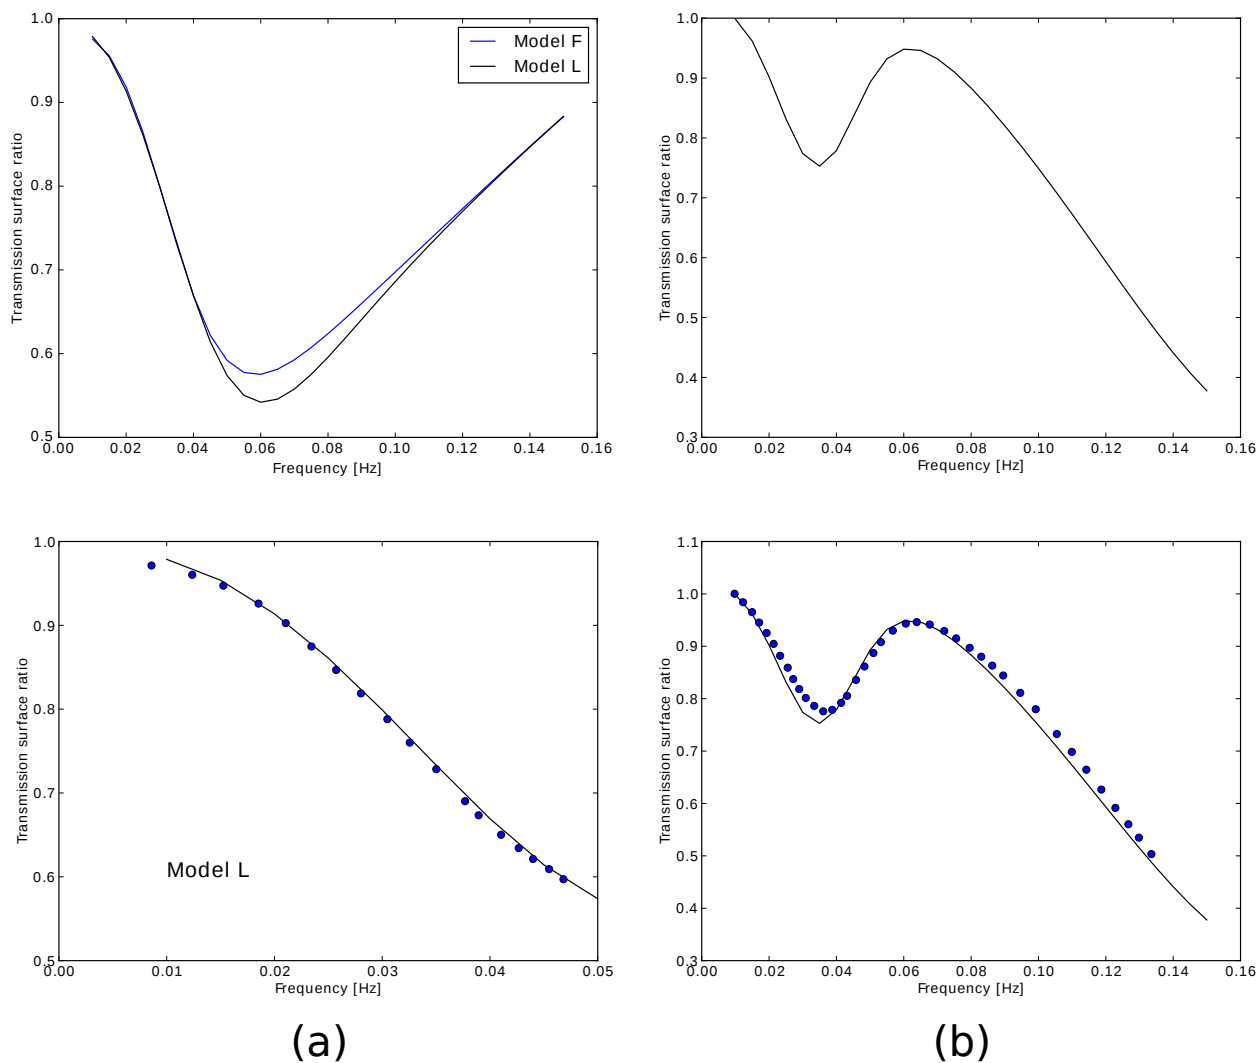 1.0
0.9
0.8
0.7
0.6
0.5
Transmission surface ratio
Model F
Model L
0.00 0.02 0.04 0.06 0.08 0.10 0.12 0.14 0.16
Frequency [Hz]
1.0
0.9
0.8
0.7
0.6
0.5
0.4
0.3
Transmission surface ratio
0.00 0.02 0.04 0.06 0.08 0.10 0.12 0.14 0.16
Frequency [Hz]
1.0
0.9
0.8
0.7
0.6
0.5
Transmission surface ratio
Model L
0.00 0.01 0.02 0.03 0.04 0.05
Frequency [Hz]
(a)
1.1
1.0
0.9
0.8
0.7
0.6
0.5
0.4
0.3
Transmission surface ratio
0.00 0.02 0.04 0.06 0.08 0.10 0.12 0.14 0.16
Frequency [Hz]
(b)